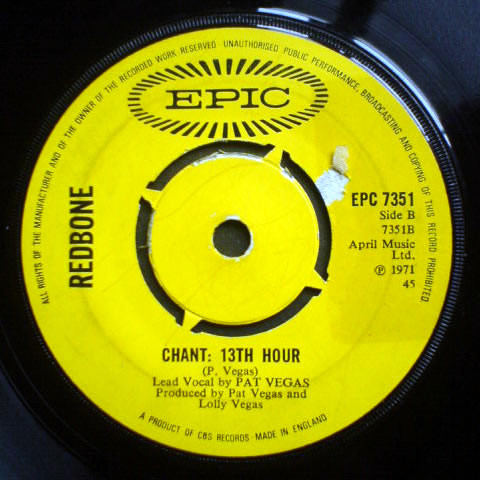 ALL RIGHTS OF THE MANUFACTURER AND OF THE OWNER OF THE RECORDED WORK RESERVED - UNAUTHORISED PUBLIC PERFORMANCE, BROADCASTING AND COPYING OF THIS RECORD PROHIBITED
EPIC
REDBONE
EPC 7351
Side B
7351B
April Music
Ltd.
℗ 1971
45
CHANT: 13TH HOUR
(P. Vegas)
Lead Vocal by PAT VEGAS
Produced by Pat Vegas and
Lolly Vegas
A PRODUCT OF CBS RECORDS · MADE IN ENGLAND